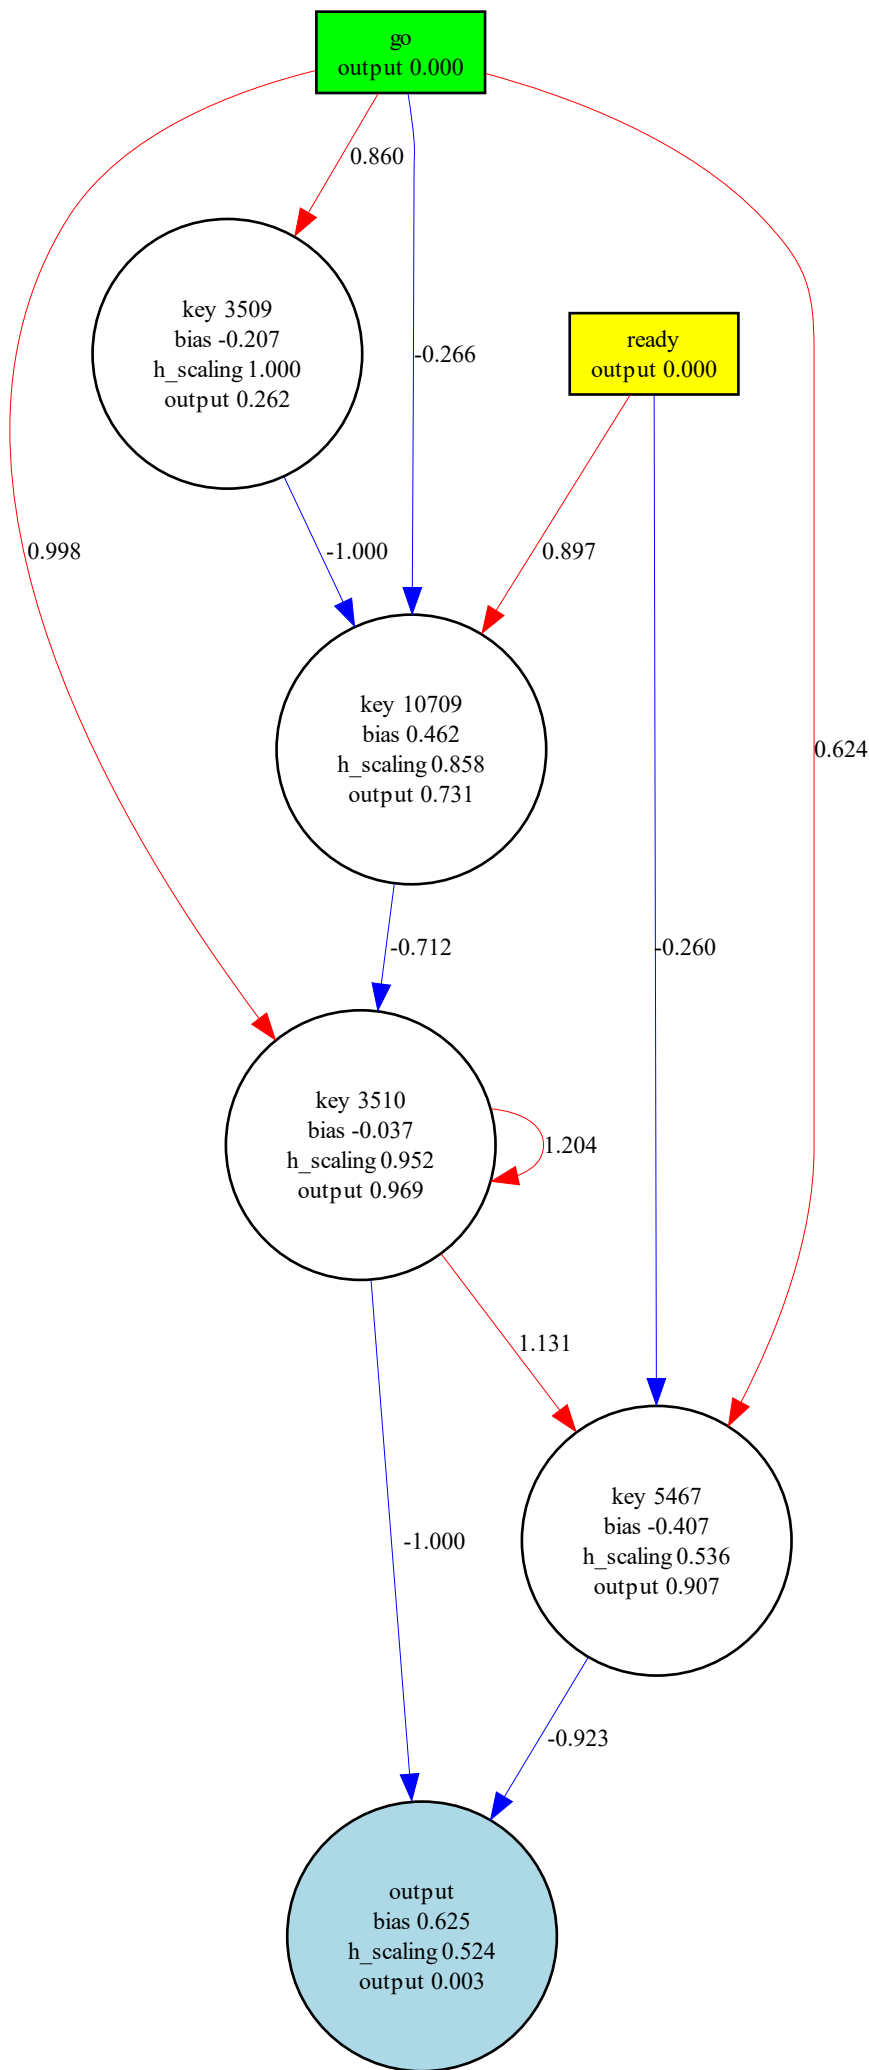 go
output 0.000
0.860
key 3509
bias -0.207
h_scaling 1.000
output 0.262
-0.266
ready
output 0.000
0.998
-1.000
0.897
key 10709
bias 0.462
h_scaling 0.858
output 0.731
0.624
-0.712
-0.260
key 3510
bias -0.037
h_scaling 0.952
output 0.969
1.204
1.131
key 5467
bias -0.407
h_scaling 0.536
output 0.907
-1.000
-0.923
output
bias 0.625
h_scaling 0.524
output 0.003